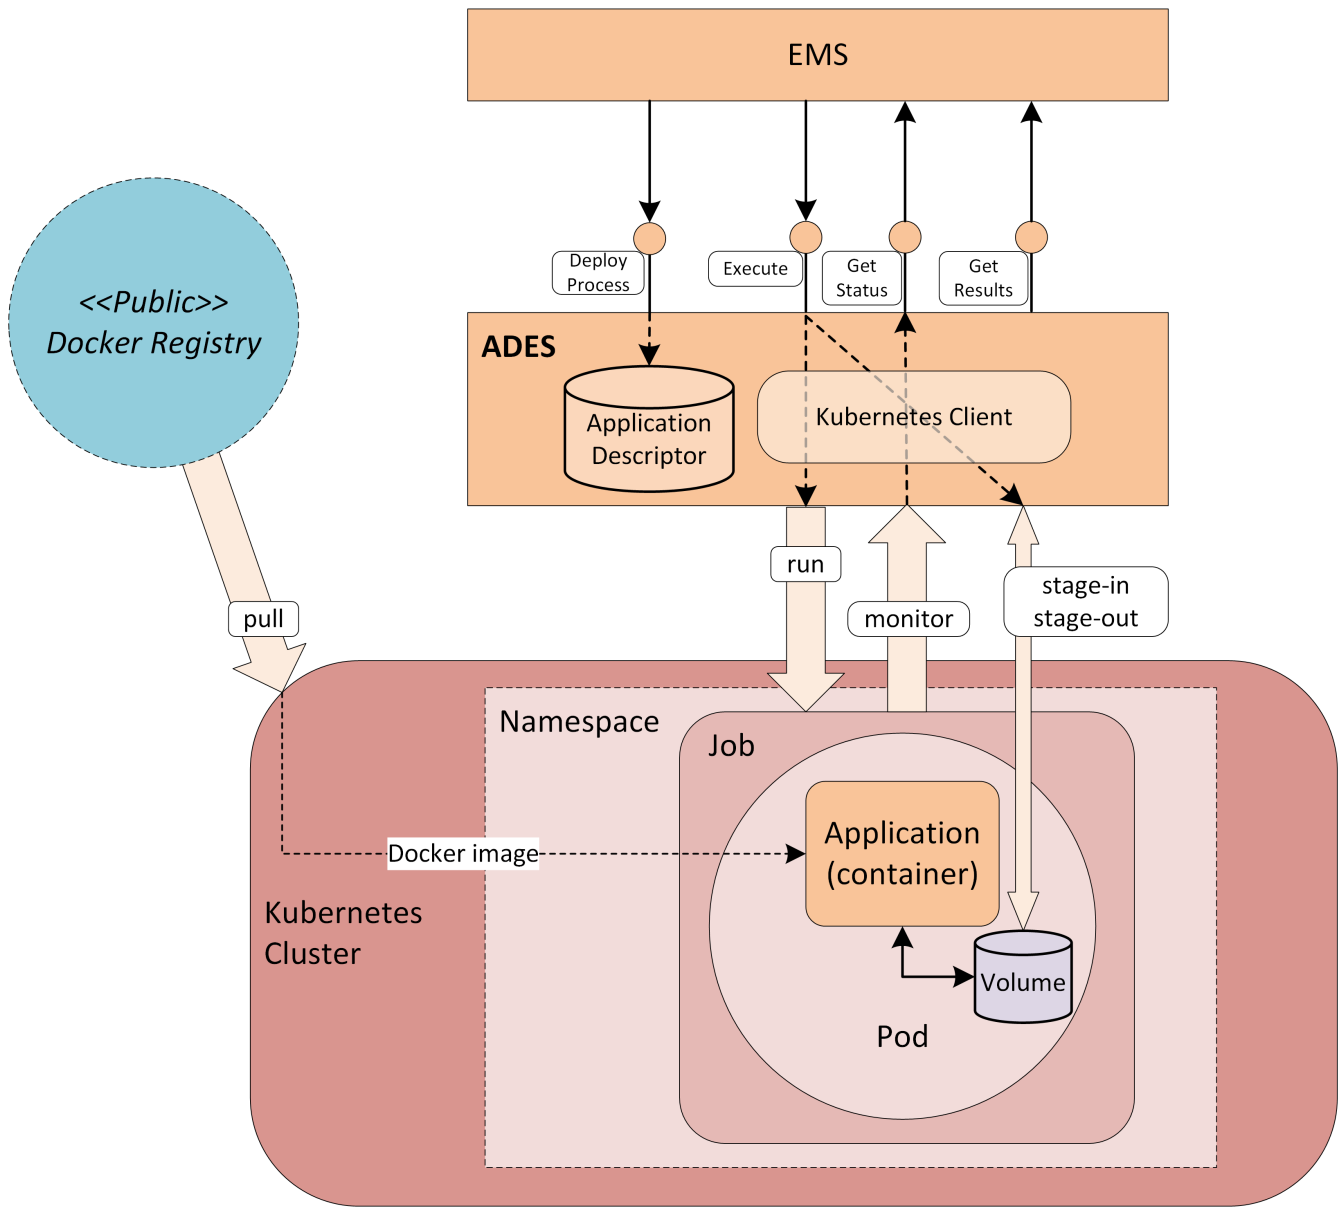 EMS
Deploy
Process
Execute
Get
Status
Get
Results
<<Public>>
Docker Registry
ADES
Application
Descriptor
Kubernetes Client
run
monitor
stage-in
stage-out
pull
Namespace
Job
Application
(container)
Docker image
Kubernetes
Cluster
Volume
Pod